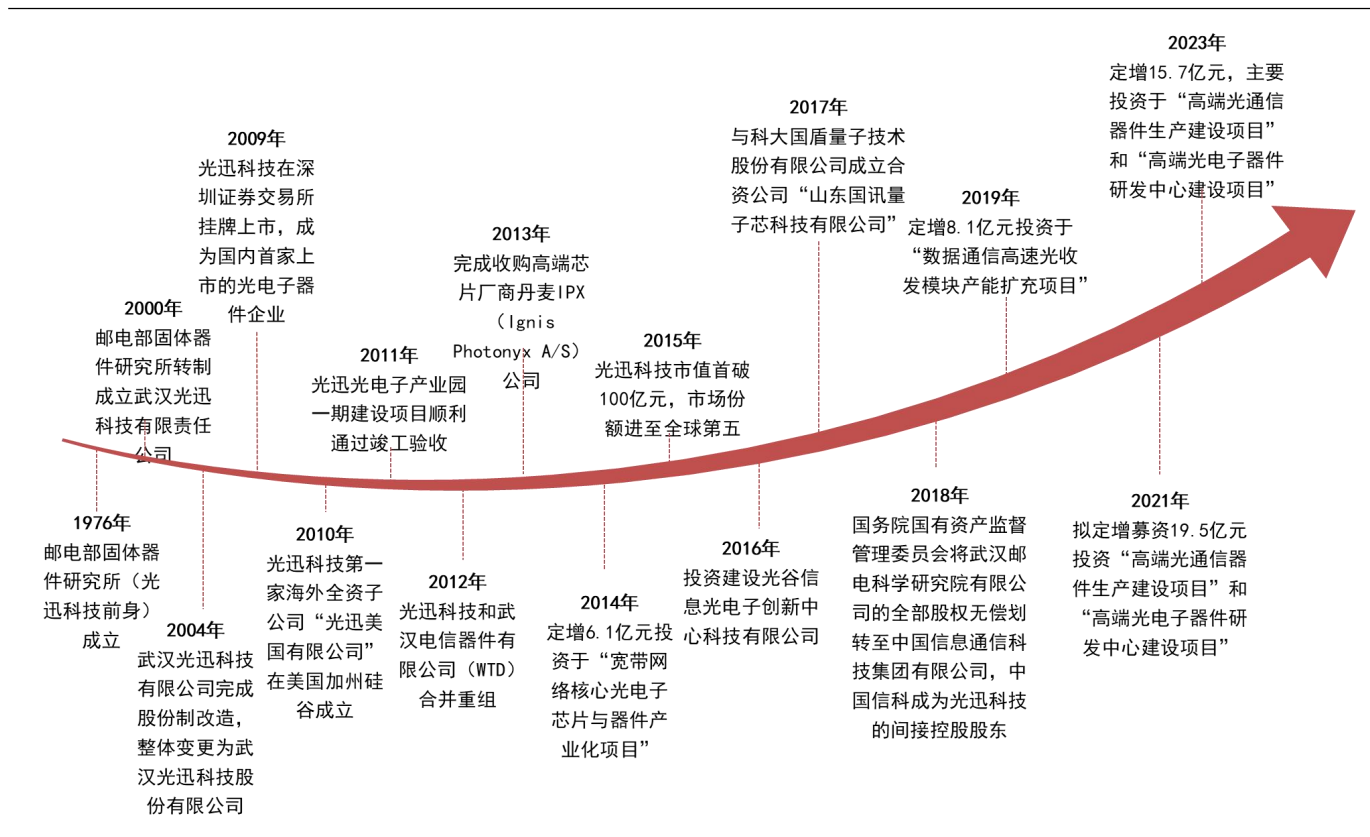 1976年
邮电部固体器
件研究所（光
迅科技前身）
成立
2000年
邮电部固体器
件研究所转制
成立武汉光迅
科技有限责任
公司
2004年
武汉光迅科技
有限公司完成
股份制改造，
整体变更为武
汉光迅科技股
份有限公司
2009年
光迅科技在深
圳证券交易所
挂牌上市，成
为国内首家上
市的光电子器
件企业
2010年
光迅科技第一
家海外全资子
公司“光迅美
国有限公司”
在美国加州硅
谷成立
2011年
光迅光电子产业园
一期建设项目顺利
通过竣工验收
2012年
光迅科技和武
汉电信器件有
限公司（WTD）
合并重组
2013年
完成收购高端芯
片厂商丹麦IPX
（Ignis
Photonyx A/S）
公司
2014年
定增6.1亿元投
资于“宽带网
络核心光电子
芯片与器件产
业化项目”
2015年
光迅科技市值首破
100亿元，市场份
额进至全球第五
2016年
投资建设光谷信
息光电子创新中
心科技有限公司
2017年
与科大国盾量子技术
股份有限公司成立合
资公司“山东国讯量
子芯科技有限公司”
2018年
国务院国有资产监督
管理委员会将武汉邮
电科学研究院有限公
司的全部股权无偿划
转至中国信息通信科
技集团有限公司，中
国信科成为光迅科技
的间接控股股东
2019年
定增8.1亿元投资于
“数据通信高速光收
发模块产能扩充项目”
2021年
拟定增募资19.5亿元
投资“高端光通信器
件生产建设项目”和
“高端光电子器件研
发中心建设项目”
2023年
定增15.7亿元，主要
投资于“高端光通信
器件生产建设项目”
和“高端光电子器件
研发中心建设项目”